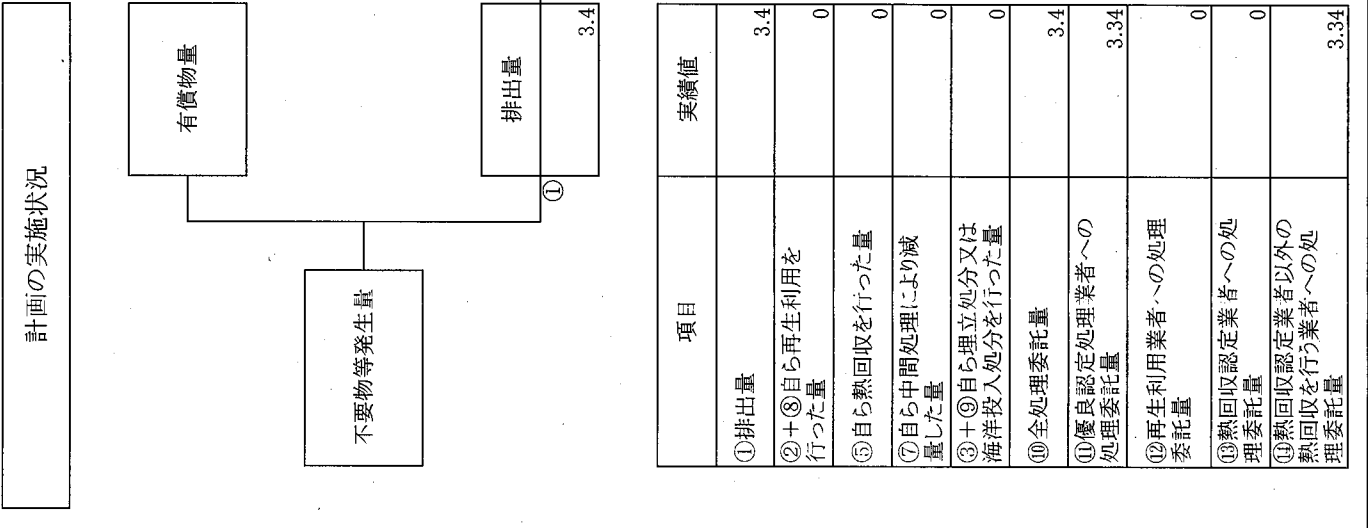 計画の実施状況
有償物量
不要物等発生量
排出量
①
3.4
項目
実績値
①排出量
3.4
②+⑧自ら再生利用を
行った量
0
⑤自ら熱回収を行った量
0
⑦自ら中間処理により減
量した量
0
③+⑨自ら埋立処分又は
海洋投入処分を行った量
0
⑩全処理委託量
3.4
⑪優良認定処理業者への
処理委託量
3.34
⑫再生利用業者への処理
委託量
0
⑬熱回収認定業者への処
理委託量
0
⑭熱回収認定業者以外の
熱回収を行う業者への処
理委託量
3.34